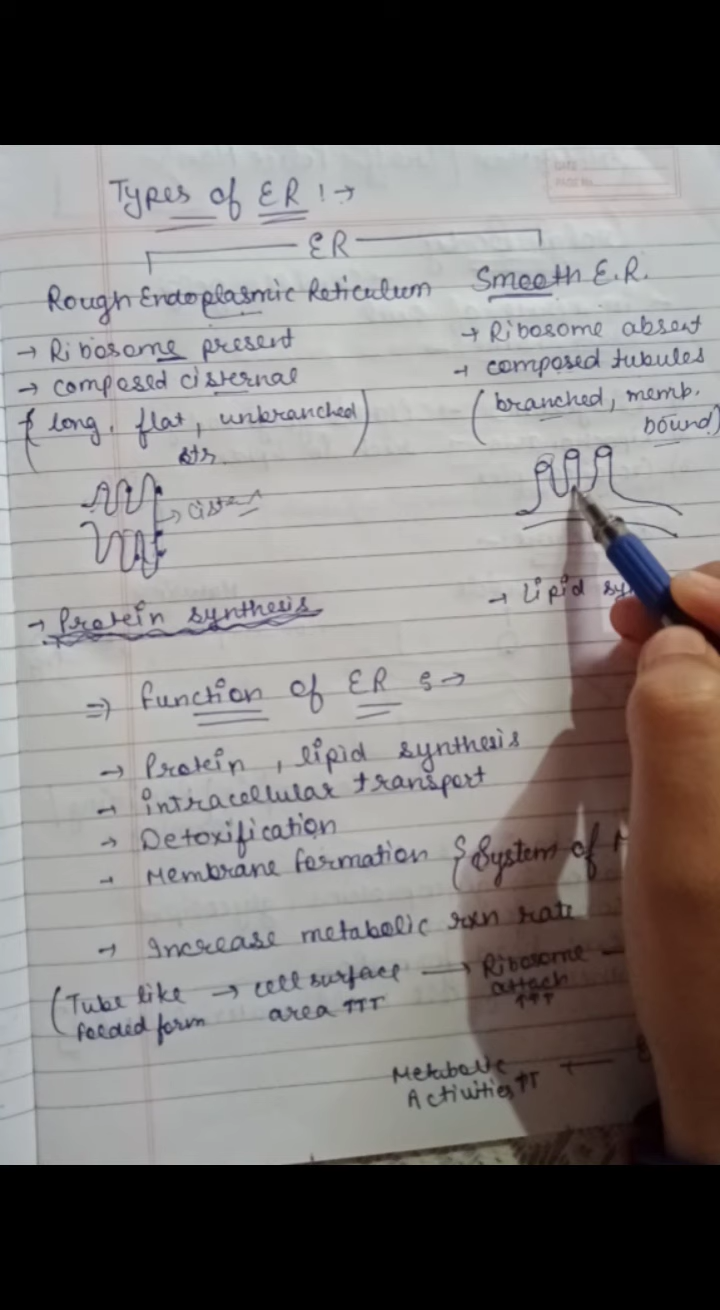 Types of ER :→
ER
Rough Endoplasmic Reticulum
→ Ribosome present
→ composed cisternal
( long, flat, unbranched )
str.
→ Protein synthesis
Smooth E.R.
→ Ribosome absent
→ composed tubules
( branched, memb.
bound)
→ lipid
⇒ function of ER :→
→ Protein, lipid synthesis
→ intracellular transport
→ Detoxification
→ Membrane formation { System of
→ Increase metabolic rxn rate
(Tube like → cell surface → Ribosome
folded form area ↑↑↑ attach
↑↑↑
Metabolic ←
Activities ↑↑